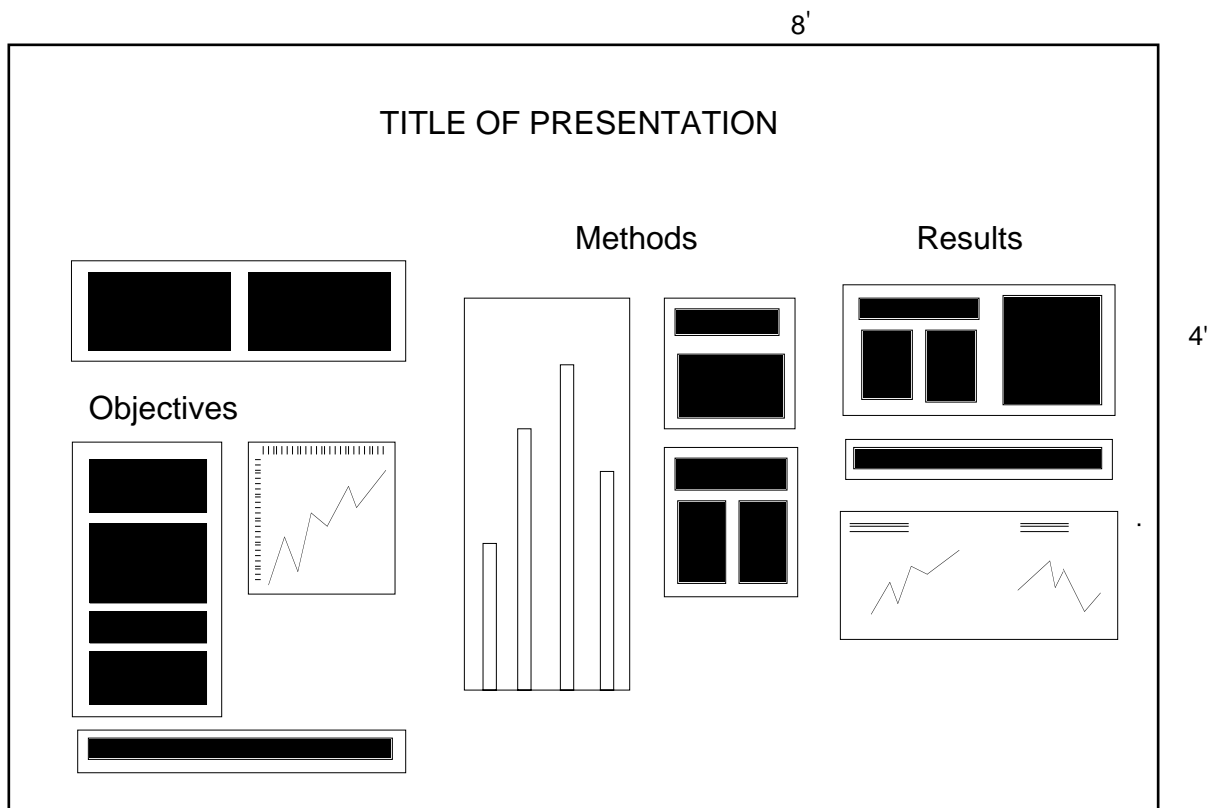 8'
TITLE OF PRESENTATION
Methods
Results
4'
Objectives